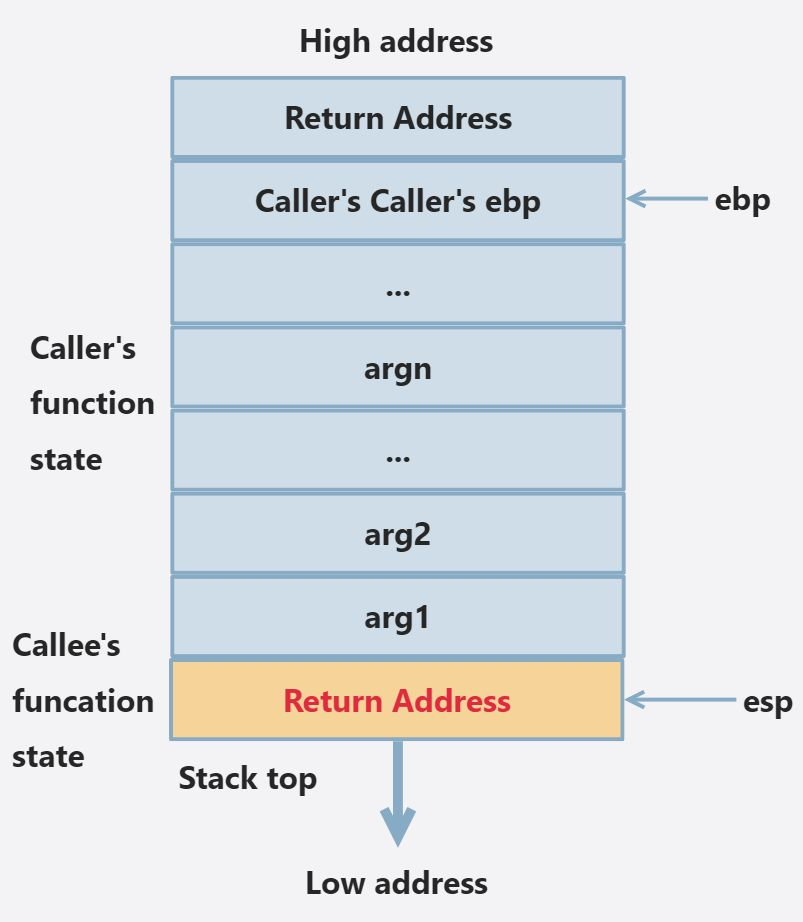 High address
Return Address
Caller's Caller's ebp
ebp
...
Caller's
function
state
argn
...
arg2
arg1
Callee's
funcation
state
Return Address
esp
Stack top
Low address